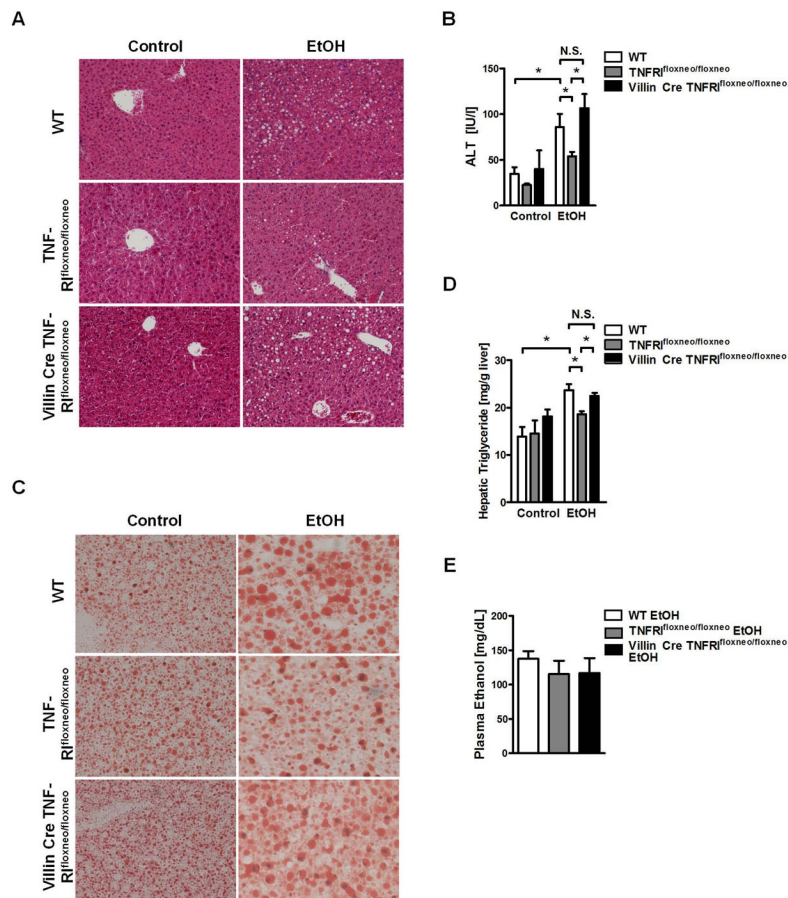 A
Control EtOH
WT
TNF-
RIfloxneo/floxneo
Villin Cre TNF-
RIfloxneo/floxneo
B
N.S.
WT
TNFRIfloxneo/floxneo
Villin Cre TNFRIfloxneo/floxneo
*
* *
ALT [IU/l]
150
100
50
0
Control EtOH
D
N.S.
WT
TNFRIfloxneo/floxneo
Villin Cre TNFRIfloxneo/floxneo
*
* *
Hepatic Triglyceride [mg/g liver]
30
20
10
0
Control EtOH
C
Control EtOH
WT
TNF-
RIfloxneo/floxneo
Villin Cre TNF-
RIfloxneo/floxneo
E
WT EtOH
TNFRIfloxneo/floxneo EtOH
Villin Cre TNFRIfloxneo/floxneo
EtOH
Plasma Ethanol [mg/dL]
200
150
100
50
0